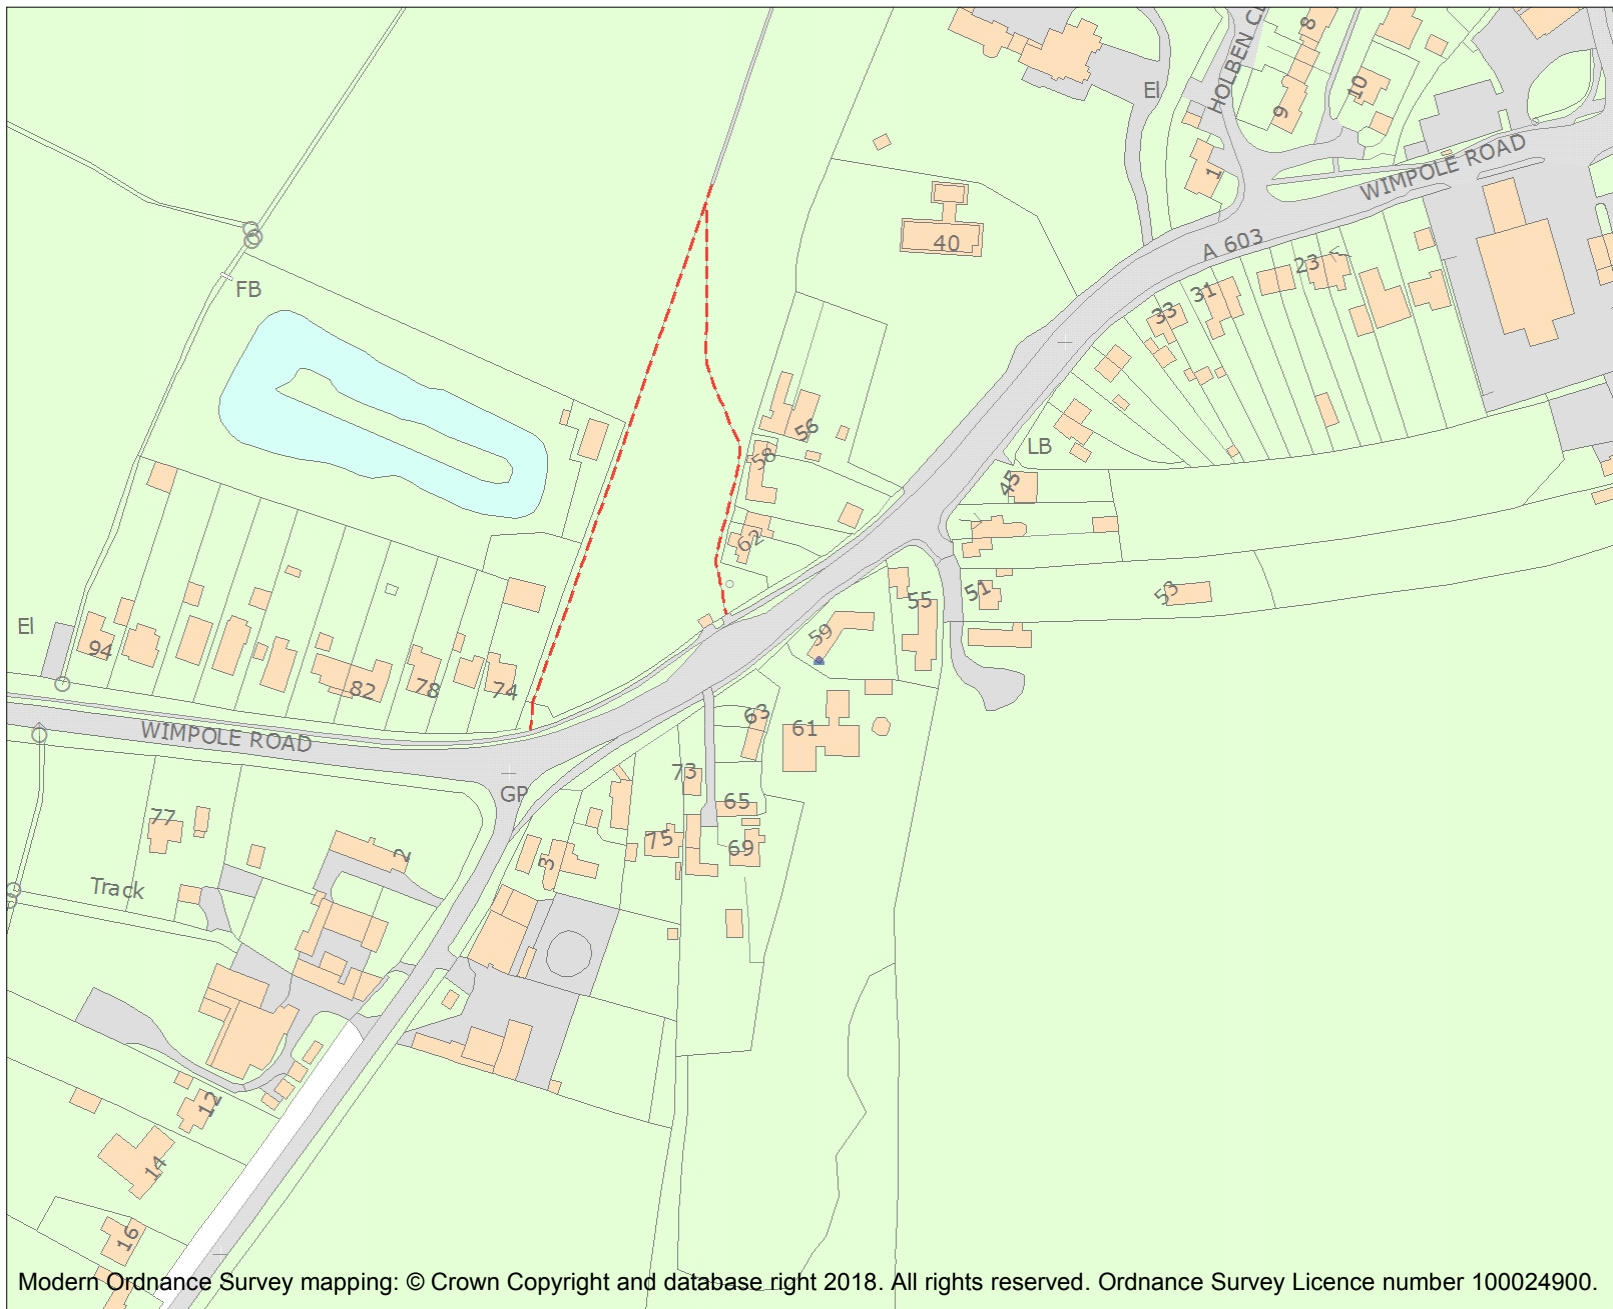 HOLBEN CL
8
9
10
El
1
WIMPOLE ROAD
A 603
40
23
31
33
FB
56
58
62
LB
45
51
53
55
59
El
94
82
78
74
63
61
WIMPOLE ROAD
GP
73
65
75
69
77
2
3
Track
12
14
16
Modern Ordnance Survey mapping: © Crown Copyright and database right 2018. All rights reserved. Ordnance Survey Licence number 100024900.